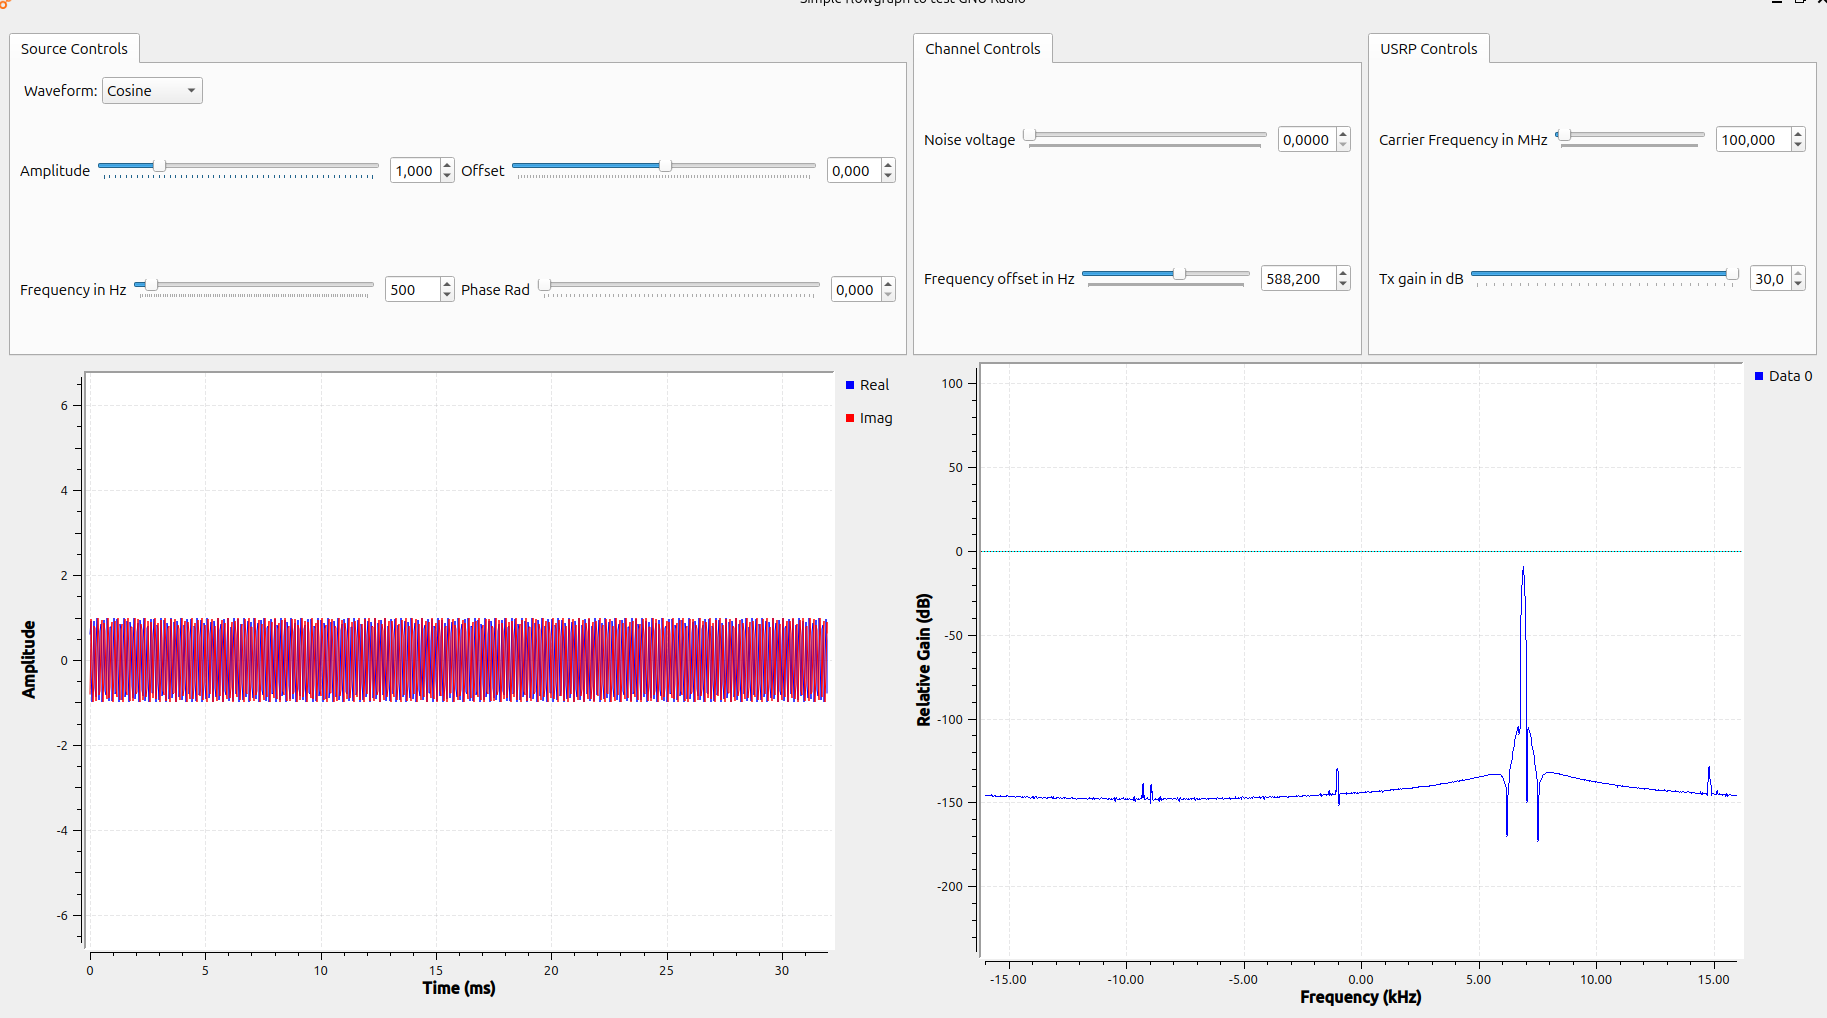 Simple flowgraph to test GNU Radio
Source Controls
Waveform: Cosine
Amplitude 1,000 Offset 0,000
Frequency in Hz 500 Phase Rad 0,000
Channel Controls
Noise voltage 0,0000
Frequency offset in Hz 588,200
USRP Controls
Carrier Frequency in MHz 100,000
Tx gain in dB 30,0
Real
Imag
Amplitude
6
4
2
0
-2
-4
-6
0 5 10 15 20 25 30
Time (ms)
Data 0
Relative Gain (dB)
100
50
0
-50
-100
-150
-200
-15.00 -10.00 -5.00 0.00 5.00 10.00 15.00
Frequency (kHz)